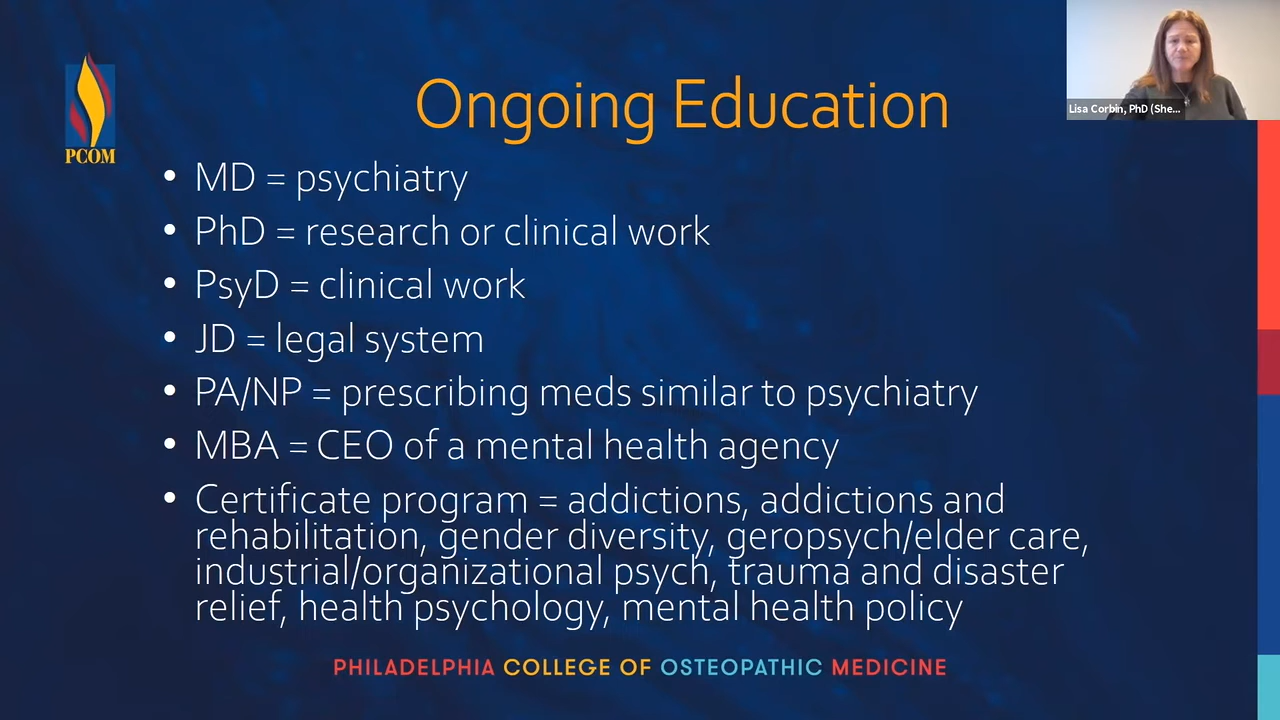 Ongoing Education
Lisa Corbin, PhD (She...
PCOM
• MD = psychiatry
• PhD = research or clinical work
• PsyD = clinical work
• JD = legal system
• PA/NP = prescribing meds similar to psychiatry
• MBA = CEO of a mental health agency
• Certificate program = addictions, addictions and
rehabilitation, gender diversity, geropsych/elder care,
industrial/organizational psych, trauma and disaster
relief, health psychology, mental health policy
PHILADELPHIA COLLEGE OF OSTEOPATHIC MEDICINE